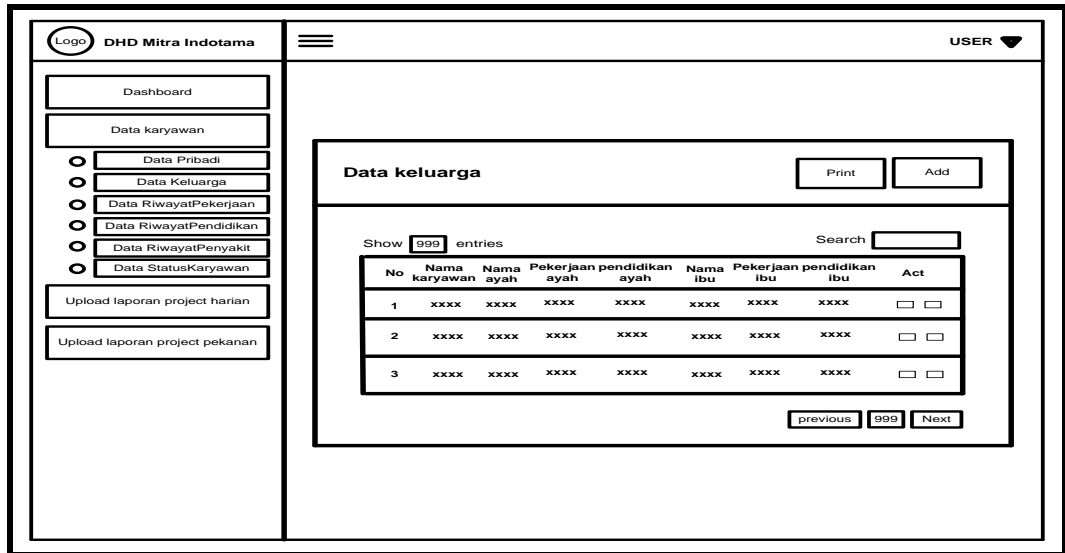 Logo DHD Mitra Indotama
USER
Dashboard
Data karyawan
Data Pribadi
Data Keluarga
Data RiwayatPekerjaan
Data RiwayatPendidikan
Data RiwayatPenyakit
Data StatusKaryawan
Upload laporan project harian
Upload laporan project pekanan
Data keluarga Print Add
Show 999 entries Search
No Nama karyawan Nama ayah Pekerjaan ayah pendidikan ayah Nama ibu Pekerjaan ibu pendidikan ibu Act
1 xxxx xxxx xxxx xxxx xxxx xxxx xxxx
2 xxxx xxxx xxxx xxxx xxxx xxxx xxxx
3 xxxx xxxx xxxx xxxx xxxx xxxx xxxx
previous 999 Next